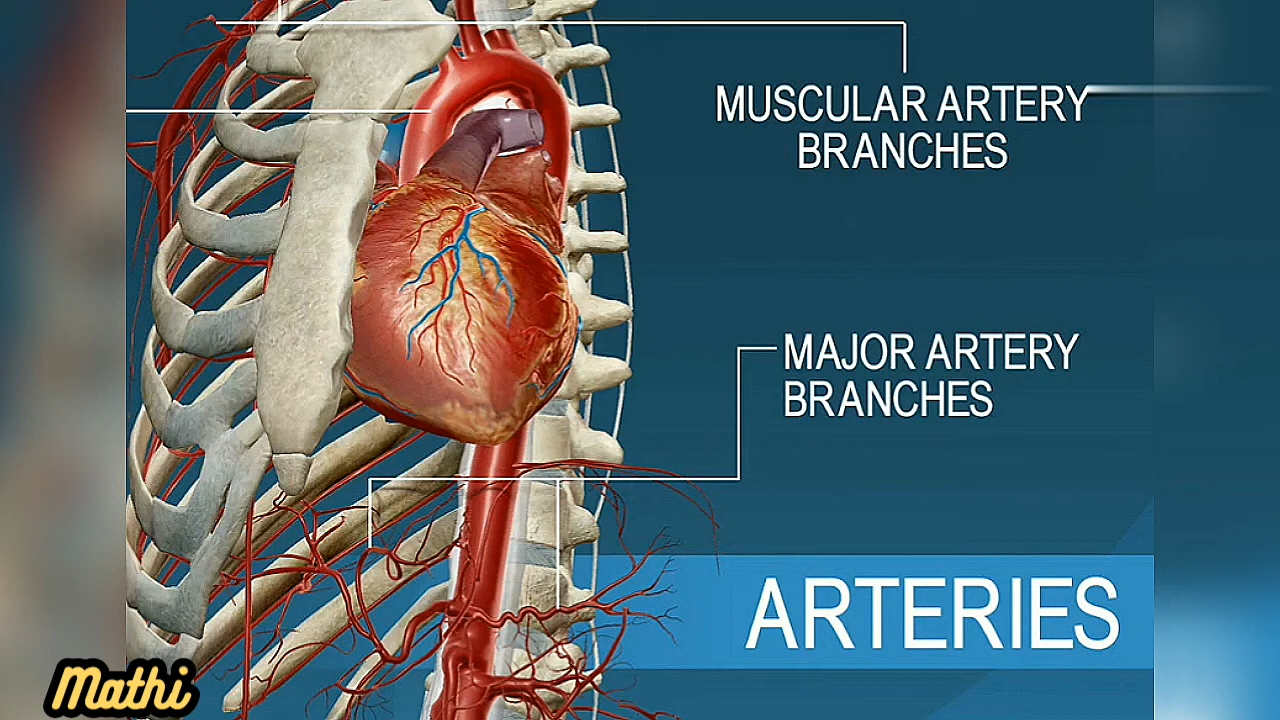 MUSCULAR ARTERY
BRANCHES
MAJOR ARTERY
BRANCHES
ARTERIES
Mathi